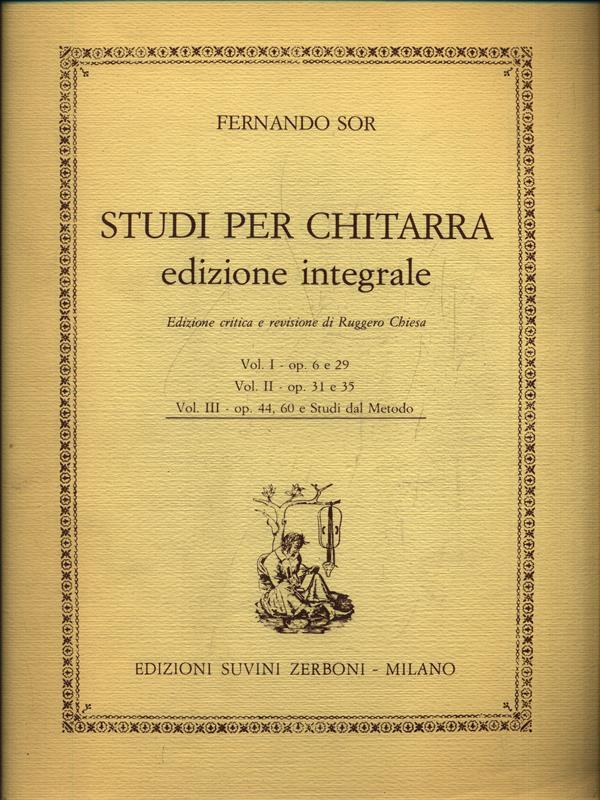 FERNANDO SOR
STUDI PER CHITARRA
edizione integrale
Edizione critica e revisione di Ruggero Chiesa
Vol. I - op. 6 e 29
Vol. II - op. 31 e 35
Vol. III - op. 44, 60 e Studi dal Metodo
EDIZIONI SUVINI ZERBONI - MILANO